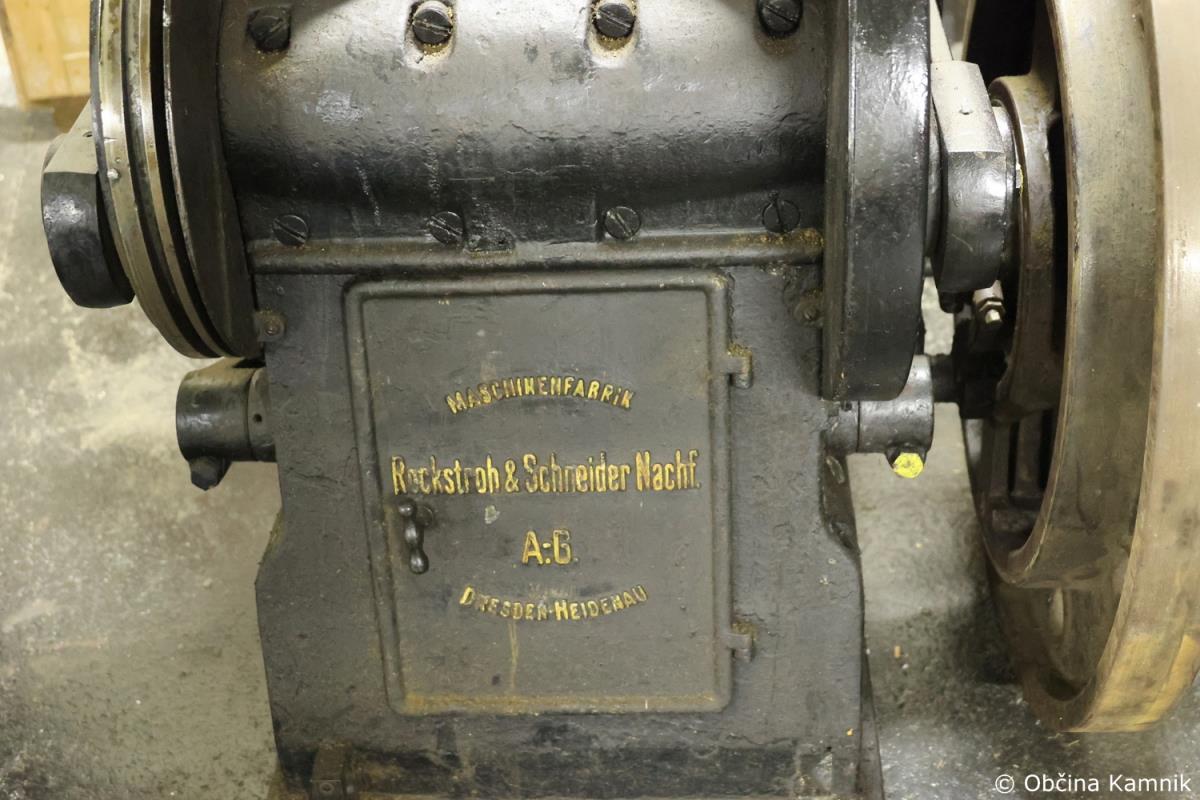 MASCHINENFABRIK
Rockstroh & Schneider Nachf.
A:G.
DRESDEN-HEIDENAU
© Občina Kamnik